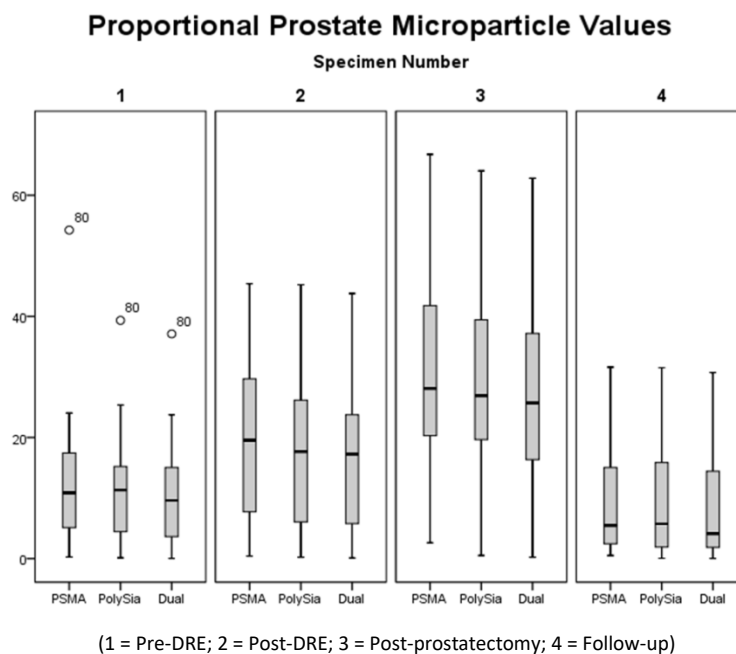 Proportional Prostate Microparticle Values
Specimen Number
1 2 3 4
60
40
20
0
80
80
80
PSMA PolySia Dual PSMA PolySia Dual PSMA PolySia Dual PSMA PolySia Dual
(1 = Pre-DRE; 2 = Post-DRE; 3 = Post-prostatectomy; 4 = Follow-up)